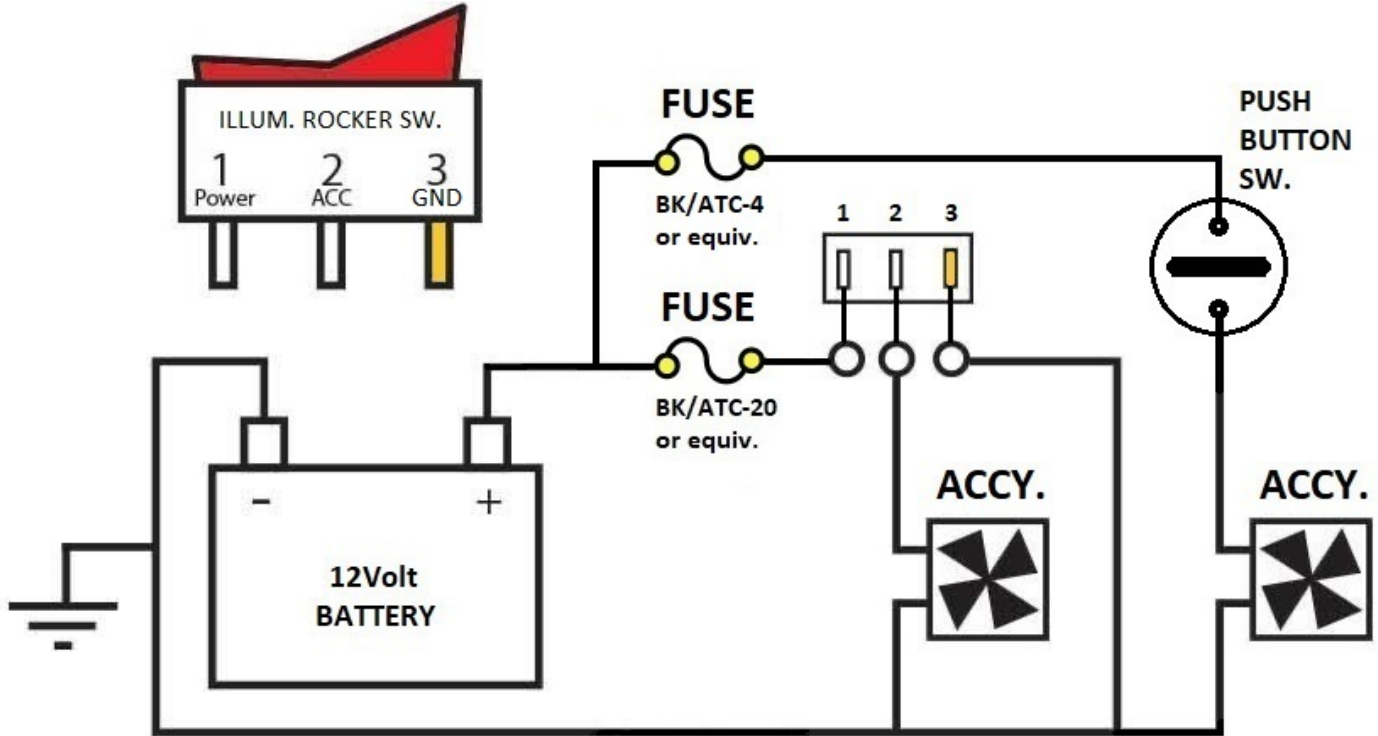 ILLUM. ROCKER SW.
1 2 3
Power ACC GND
FUSE
BK/ATC-4
or equiv.
PUSH
BUTTON
SW.
1 2 3
FUSE
BK/ATC-20
or equiv.
- +
12Volt
BATTERY
ACCY.
ACCY.